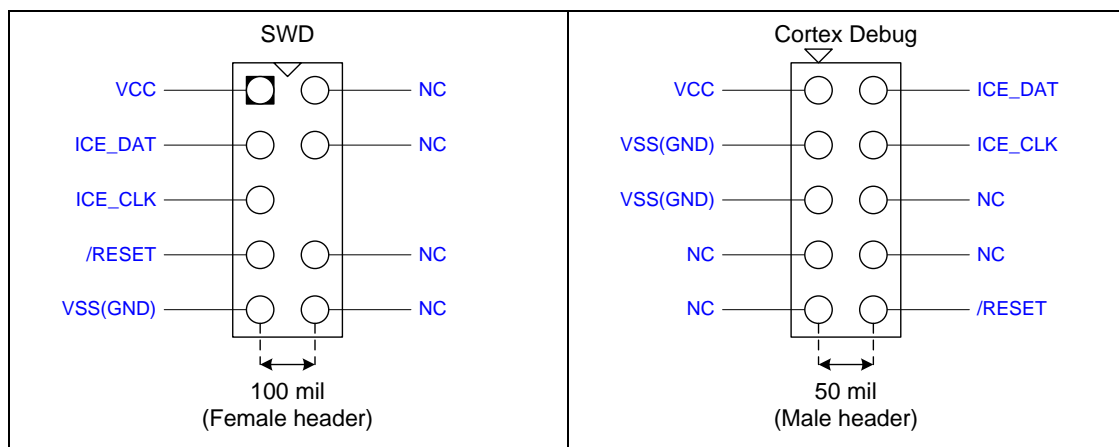 SWD
VCC NC
ICE_DAT NC
ICE_CLK
/RESET NC
VSS(GND) NC
100 mil
(Female header)
Cortex Debug
VCC ICE_DAT
VSS(GND) ICE_CLK
VSS(GND) NC
NC NC
NC /RESET
50 mil
(Male header)